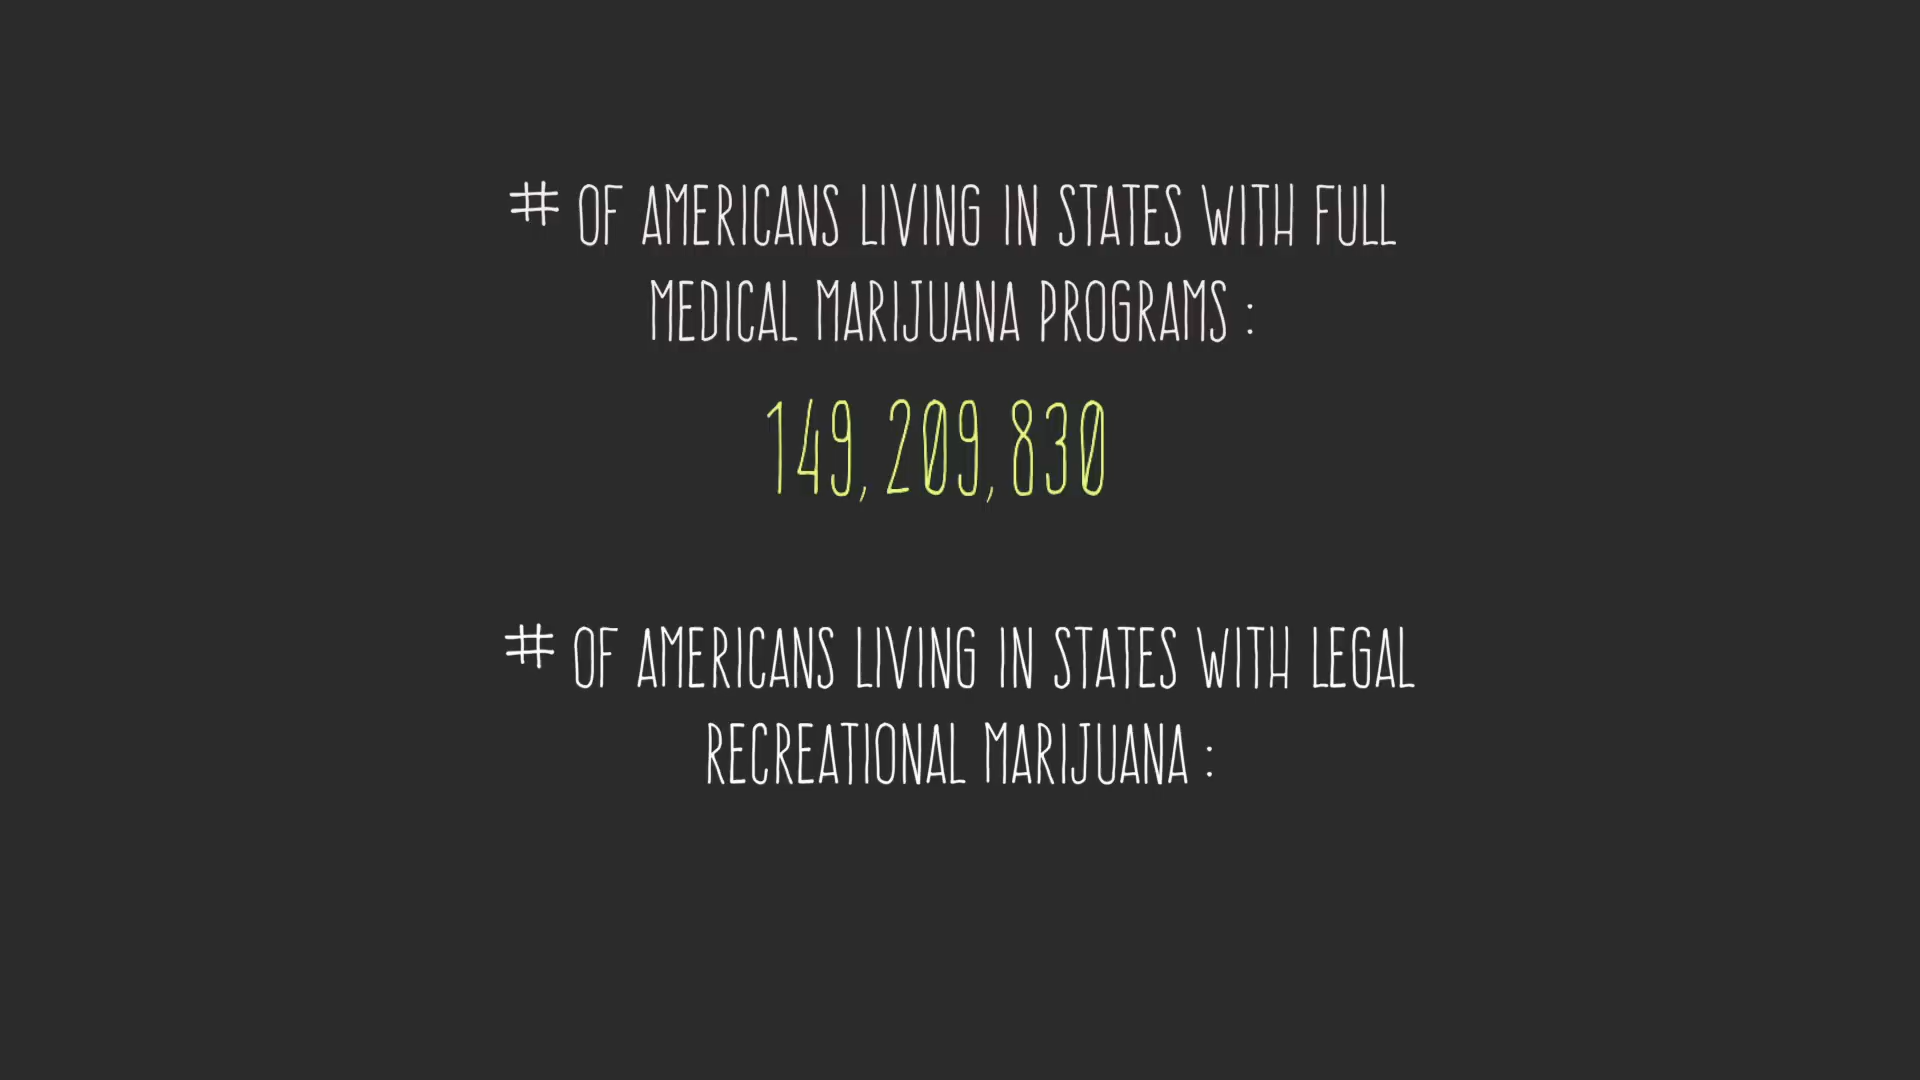 # OF AMERICANS LIVING IN STATES WITH FULL
MEDICAL MARIJUANA PROGRAMS :
149,209,830
# OF AMERICANS LIVING IN STATES WITH LEGAL
RECREATIONAL MARIJUANA :